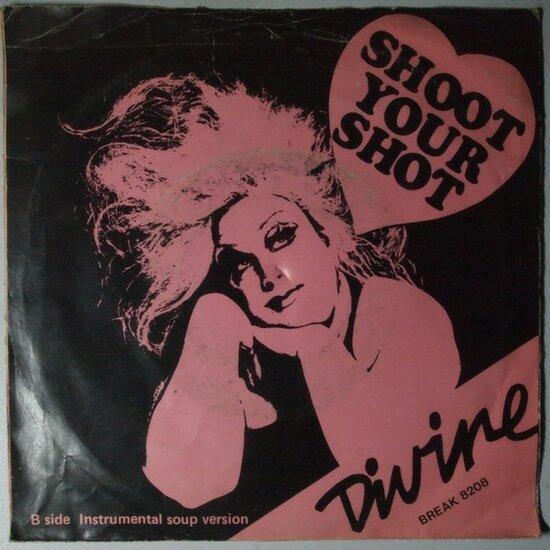 SHOOT
YOUR
SHOT
Divine
BREAK 8208
B side Instrumental soup version